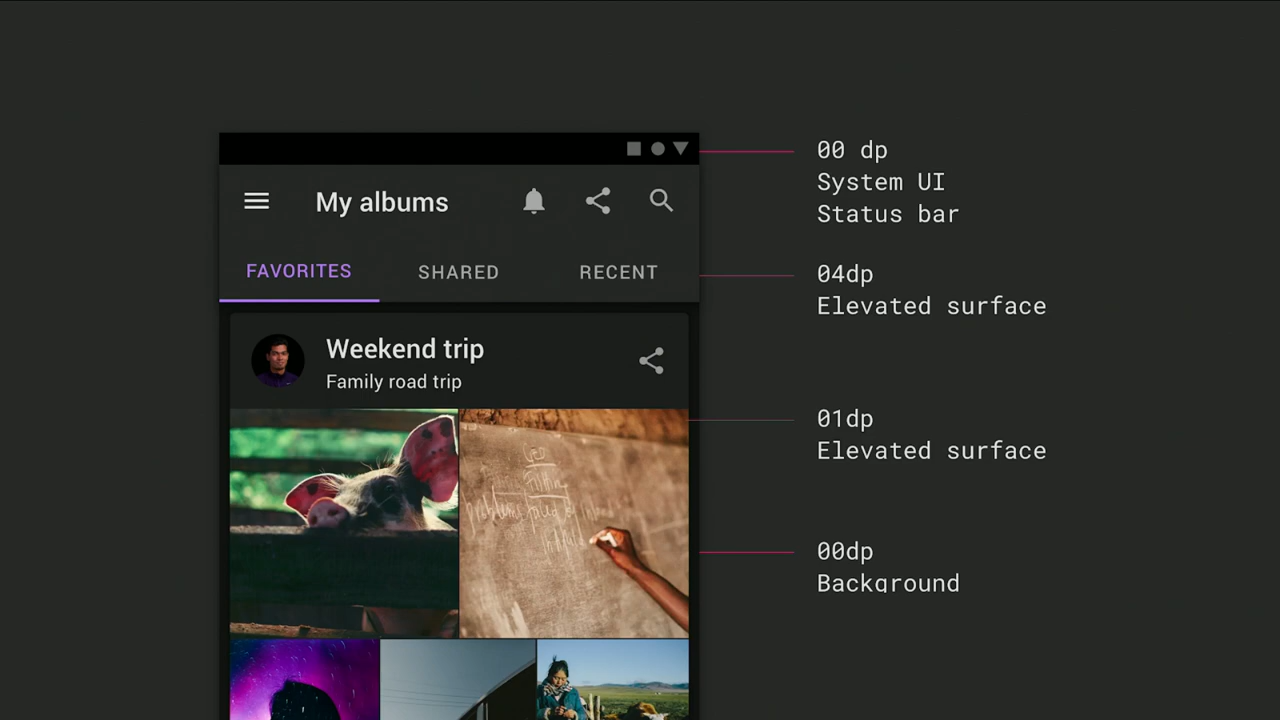 00 dp
System UI
Status bar
My albums
FAVORITES SHARED RECENT
04dp
Elevated surface
Weekend trip
Family road trip
01dp
Elevated surface
00dp
Background